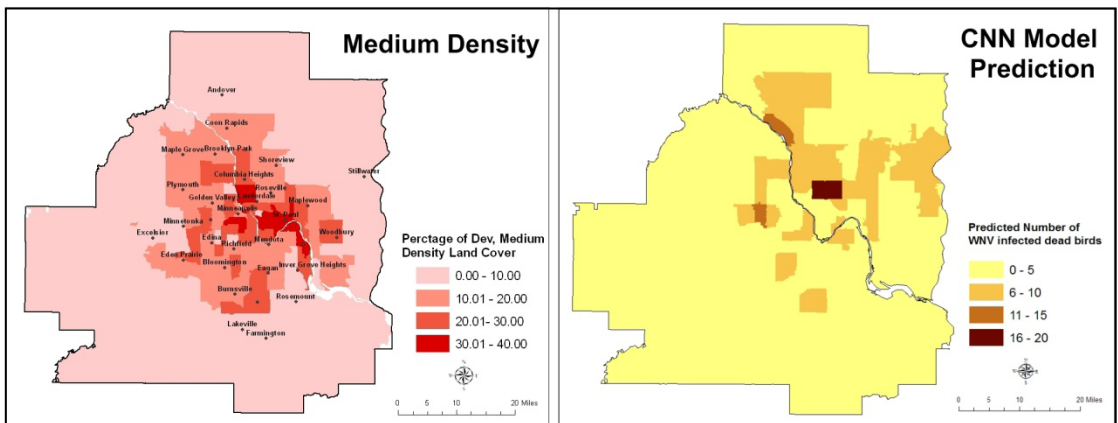 Medium Density
Andover
Coon Rapids
Maple Grove
Brooklyn Park
Shoreview
Stillwater
Columbia Heights
Plymouth
Roseville
Golden Valley
Lauderdale
Maplewood
Minneapolis
St. Paul
Minnetonka
Woodbury
Excelsier
Edina
Richfield
Mendota
Eden Prairie
Bloomington
Eagan
Inver Grove Heights
Burnsville
Rosemount
Lakeville
Farmington
Perctage of Dev, Medium
Density Land Cover
0.00 - 10.00
10.01 - 20.00
20.01 - 30.00
30.01 - 40.00
0 5 10 20 Miles
CNN Model
Prediction
Predicted Number of
WNV infected dead birds
0 - 5
6 - 10
11 - 15
16 - 20
0 5 10 20 Miles